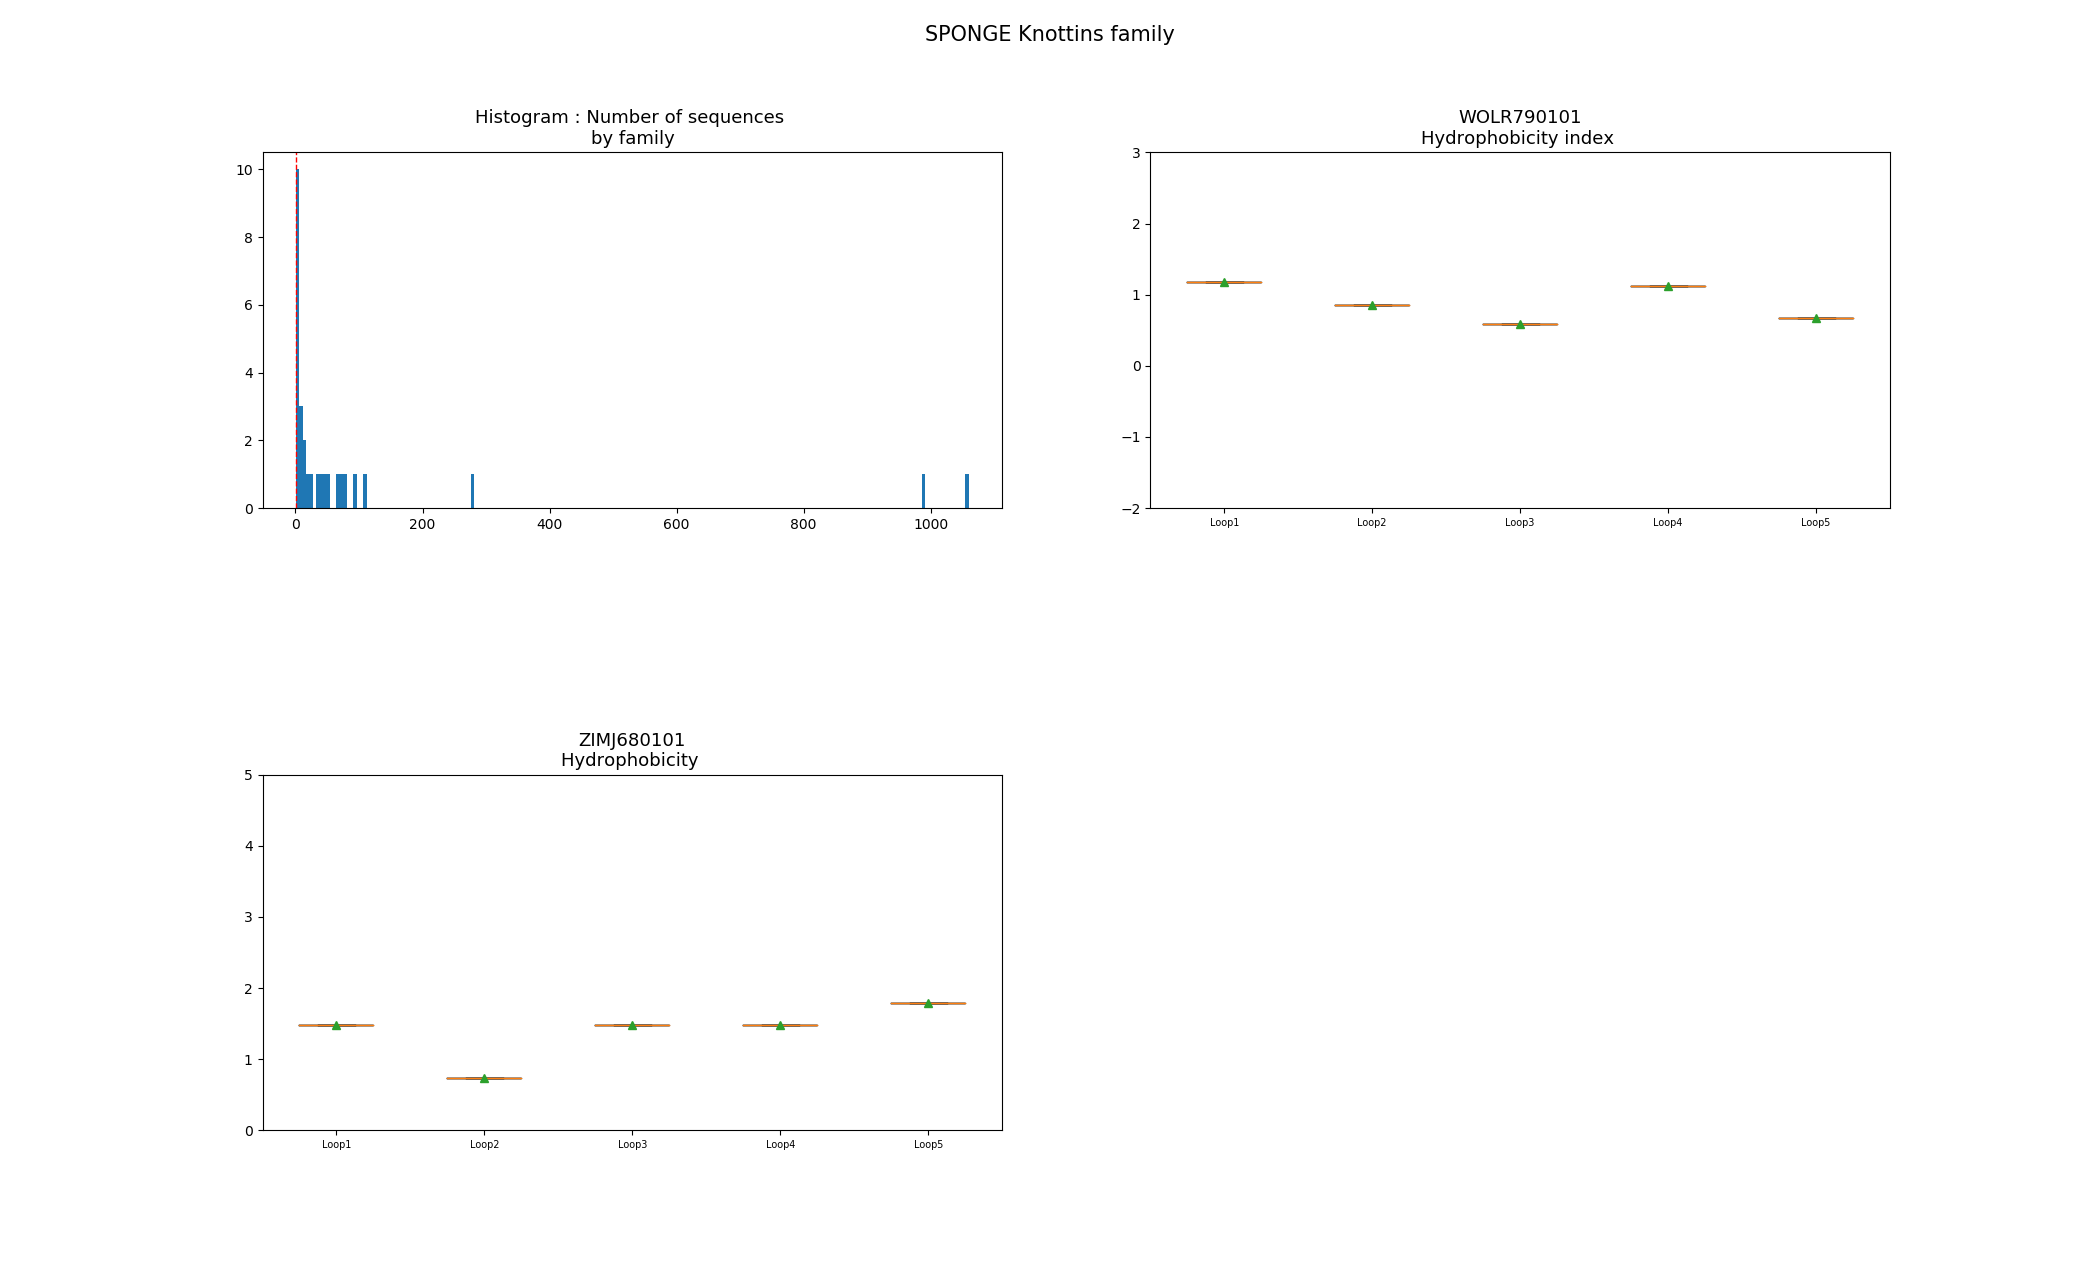 SPONGE Knottins family
Histogram : Number of sequences
by family
10
8
6
4
2
0
0 200 400 600 800 1000
WOLR790101
Hydrophobicity index
3
2
1
0
−1
−2
Loop1 Loop2 Loop3 Loop4 Loop5
ZIMJ680101
Hydrophobicity
5
4
3
2
1
0
Loop1 Loop2 Loop3 Loop4 Loop5